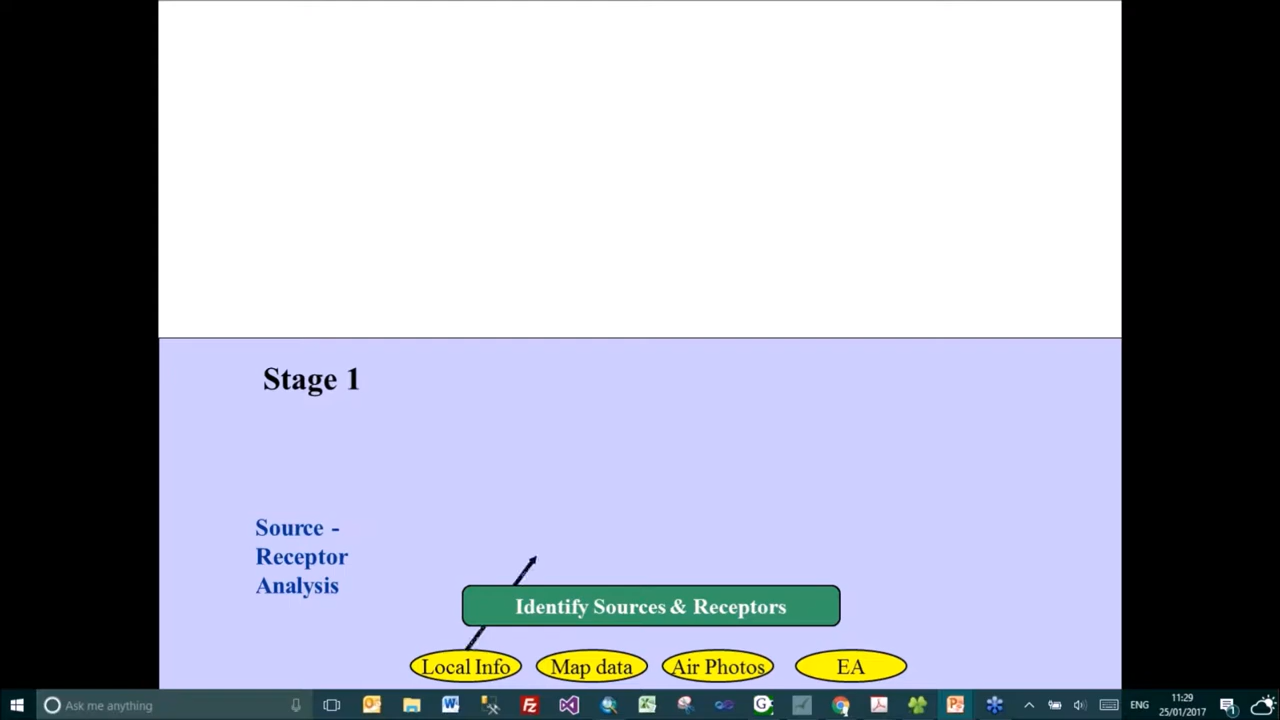 Stage 1
Source -
Receptor
Analysis
Identify Sources & Receptors
Local Info Map data Air Photos EA
Ask me anything
ENG
11:29
25/01/2017